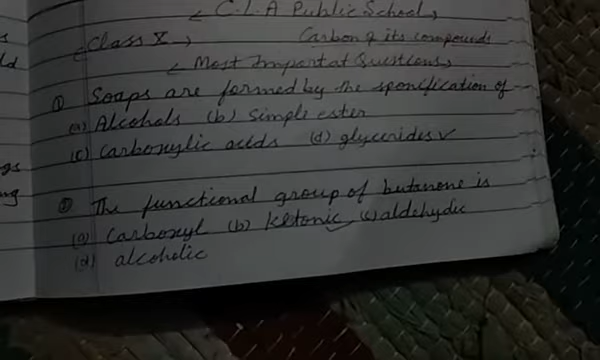 C.L.A Public School,
Class X, Carbon & its compounds
Most Importat Questions,
① Soaps are formed by the sponification of
(a) Alcohols (b) simple ester
(c) Carboxylic acids (d) glycerides ✓
② The functional group of butanone is
(a) Carboxyl (b) Ketonic (c) aldehydic
(d) alcoholic